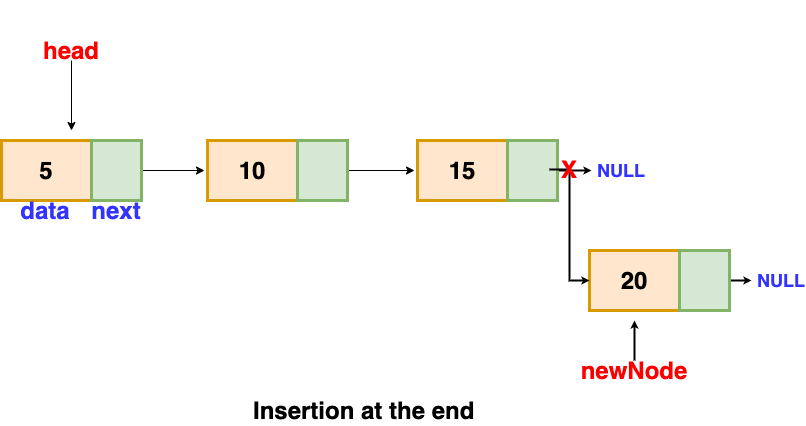 head
5
10
15
X
NULL
data next
20
NULL
newNode
Insertion at the end